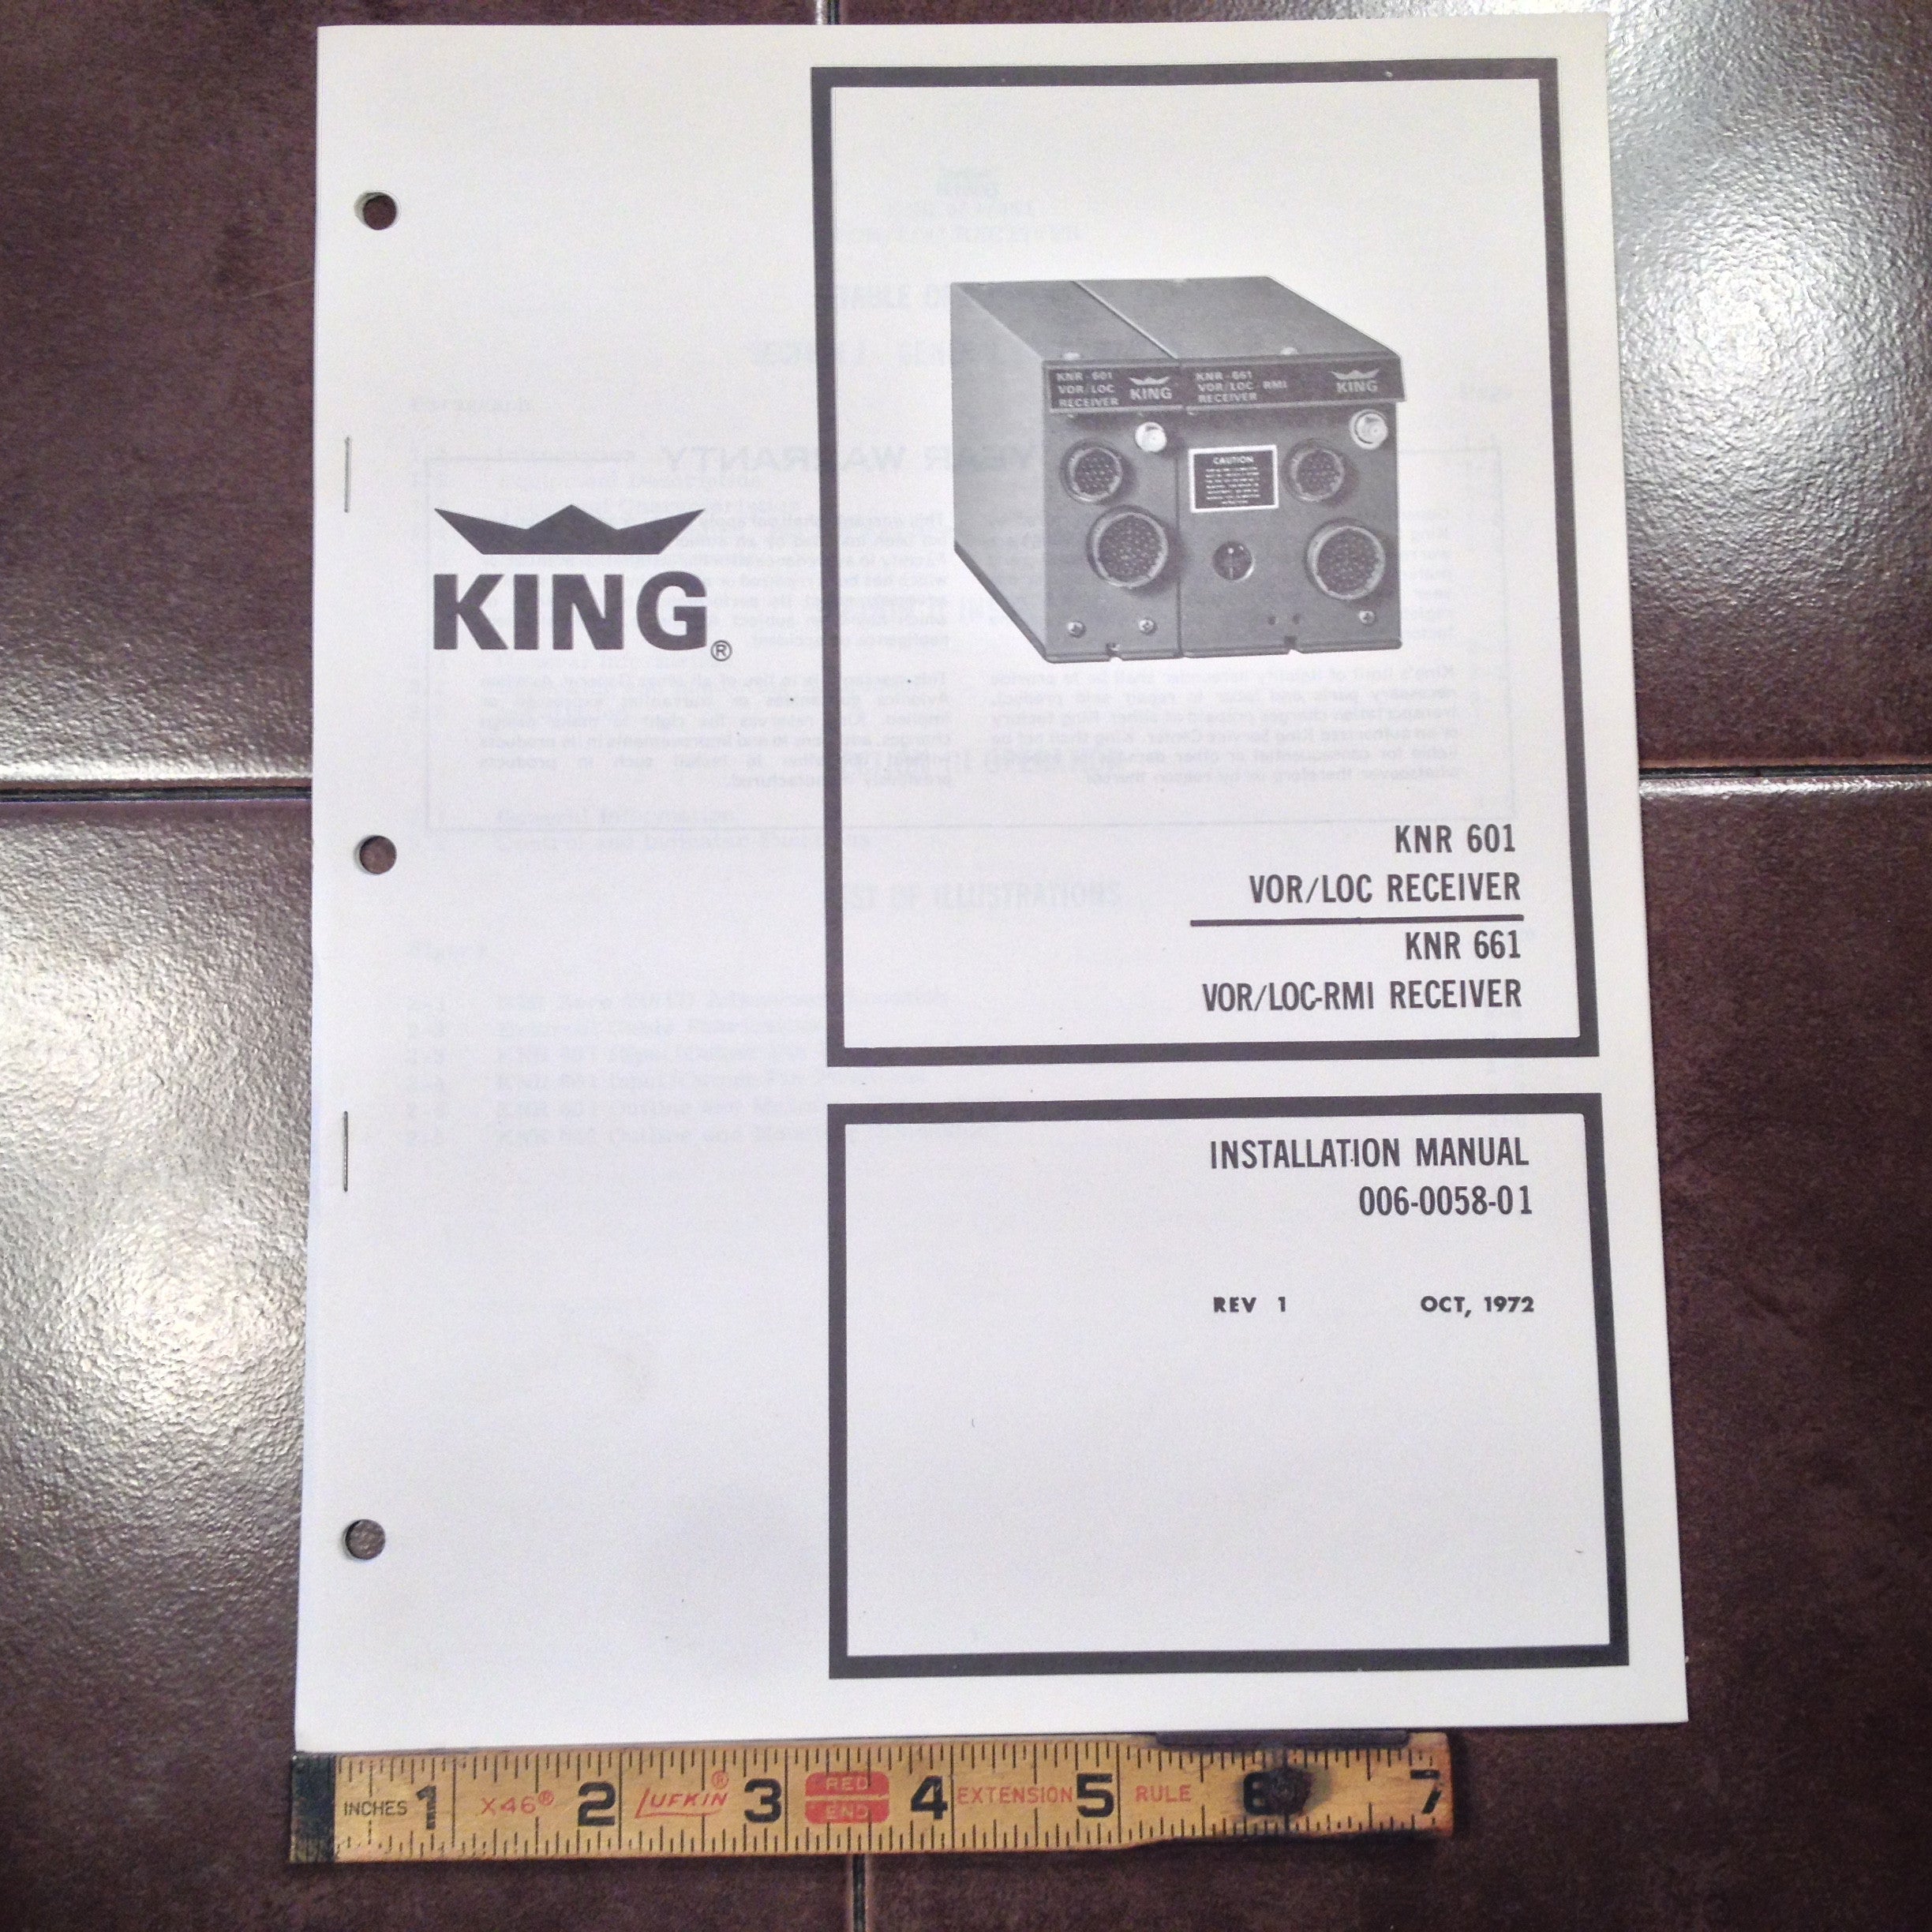 KNR-601
VOR/LOC
RECEIVER
KING
KNR-661
VOR/LOC-RMI
RECEIVER
KING
CAUTION
KING®
KNR 601
VOR/LOC RECEIVER
KNR 661
VOR/LOC-RMI RECEIVER
INSTALLATION MANUAL
006-0058-01
REV 1 OCT, 1972
INCHES 1 X46® 2 LUFKIN® 3 RED END 4 EXTENSION 5 RULE 6 7